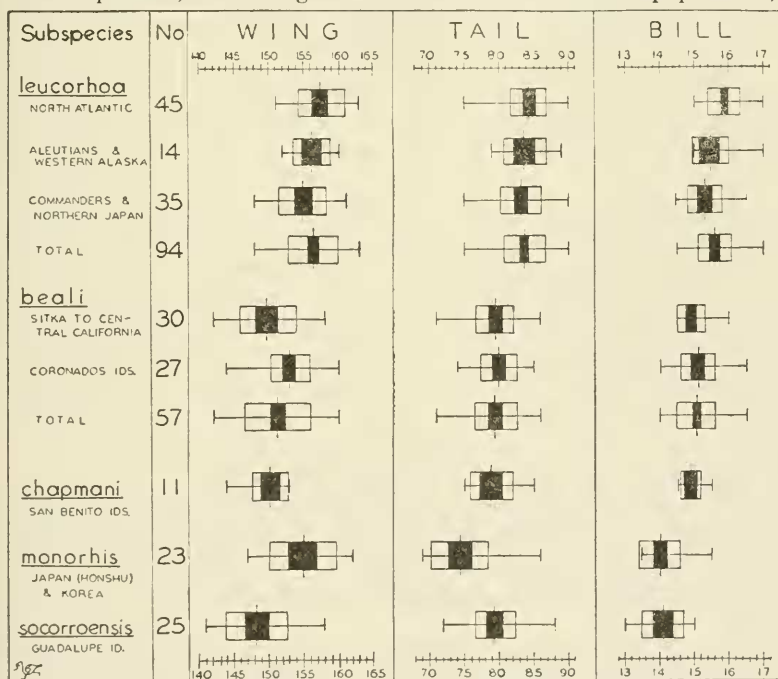 Subspecies No WING TAIL BILL
140 145 150 155 165 70 75 80 85 90 13 14 15 16 17
leucorhoa
NORTH ATLANTIC 45
ALEUTIANS &
WESTERN ALASKA 14
COMMANDERS &
NORTHERN JAPAN 35
TOTAL 94
beali
SITKA TO CEN-
TRAL CALIFORNIA 30
CORONADOS IDS. 27
TOTAL 57
chapmani 11
SAN BENITO IDS.
monorhis 23
JAPAN (HONSHU)
& KOREA
socorroensis 25
GUADALUPE ID.
140 145 150 155 165 70 75 80 85 90 13 14 15 16 17